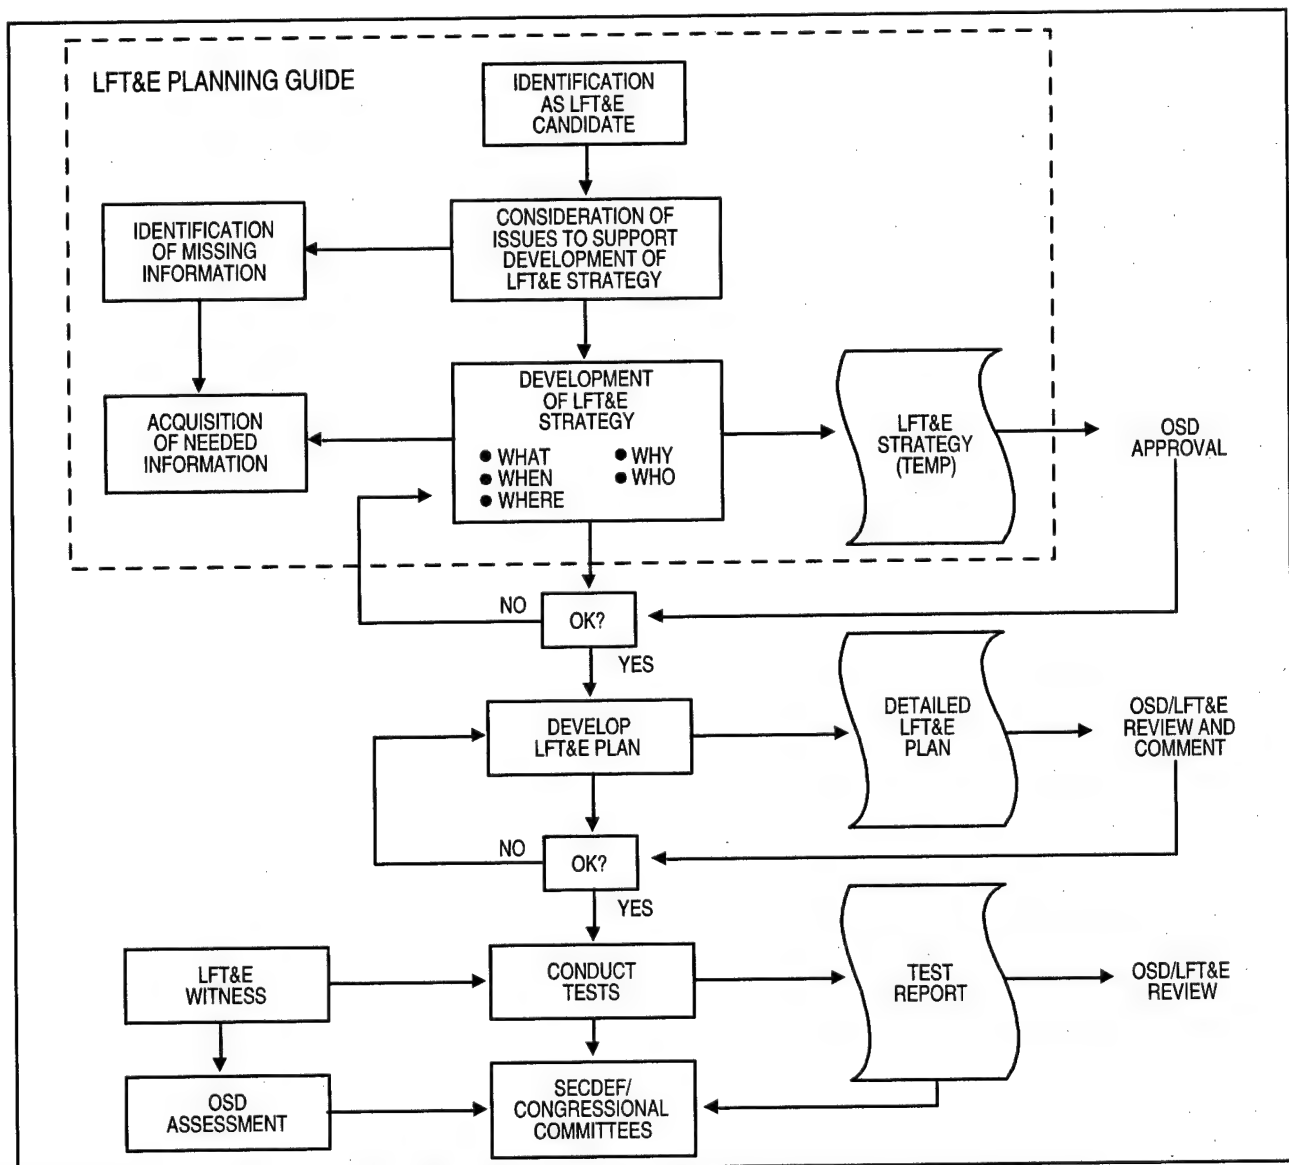 LFT&E PLANNING GUIDE
IDENTIFICATION
AS LFT&E
CANDIDATE
IDENTIFICATION
OF MISSING
INFORMATION
CONSIDERATION OF
ISSUES TO SUPPORT
DEVELOPMENT OF
LFT&E STRATEGY
ACQUISITION
OF NEEDED
INFORMATION
DEVELOPMENT
OF LFT&E
STRATEGY
● WHAT
● WHEN
● WHERE
● WHY
● WHO
LFT&E
STRATEGY
(TEMP)
OSD
APPROVAL
NO
OK?
YES
DEVELOP
LFT&E PLAN
DETAILED
LFT&E
PLAN
OSD/LFT&E
REVIEW AND
COMMENT
NO
OK?
YES
LFT&E
WITNESS
CONDUCT
TESTS
TEST
REPORT
OSD/LFT&E
REVIEW
OSD
ASSESSMENT
SECDEF/
CONGRESSIONAL
COMMITTEES